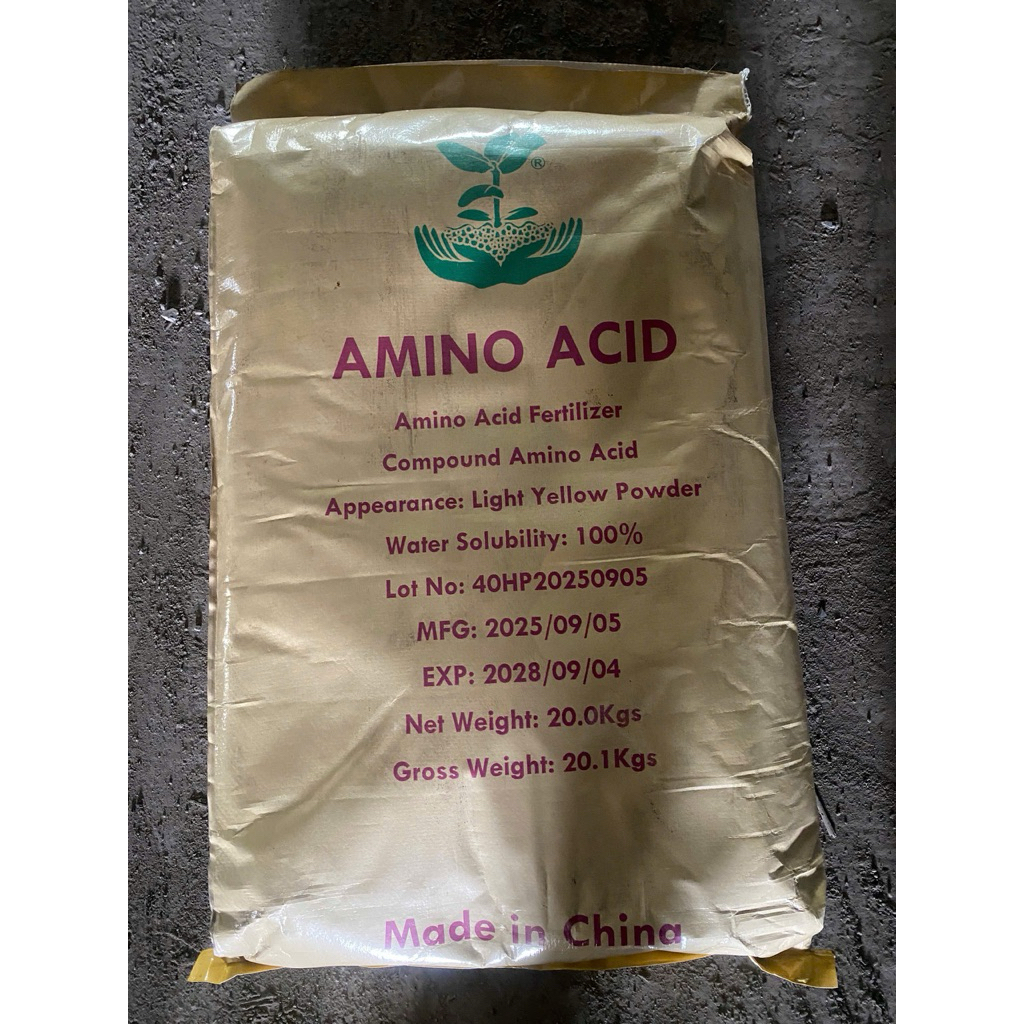 ®
AMINO ACID
Amino Acid Fertilizer
Compound Amino Acid
Appearance: Light Yellow Powder
Water Solubility: 100%
Lot No: 40HP20250905
MFG: 2025/09/05
EXP: 2028/09/04
Net Weight: 20.0Kgs
Gross Weight: 20.1Kgs
Made in China